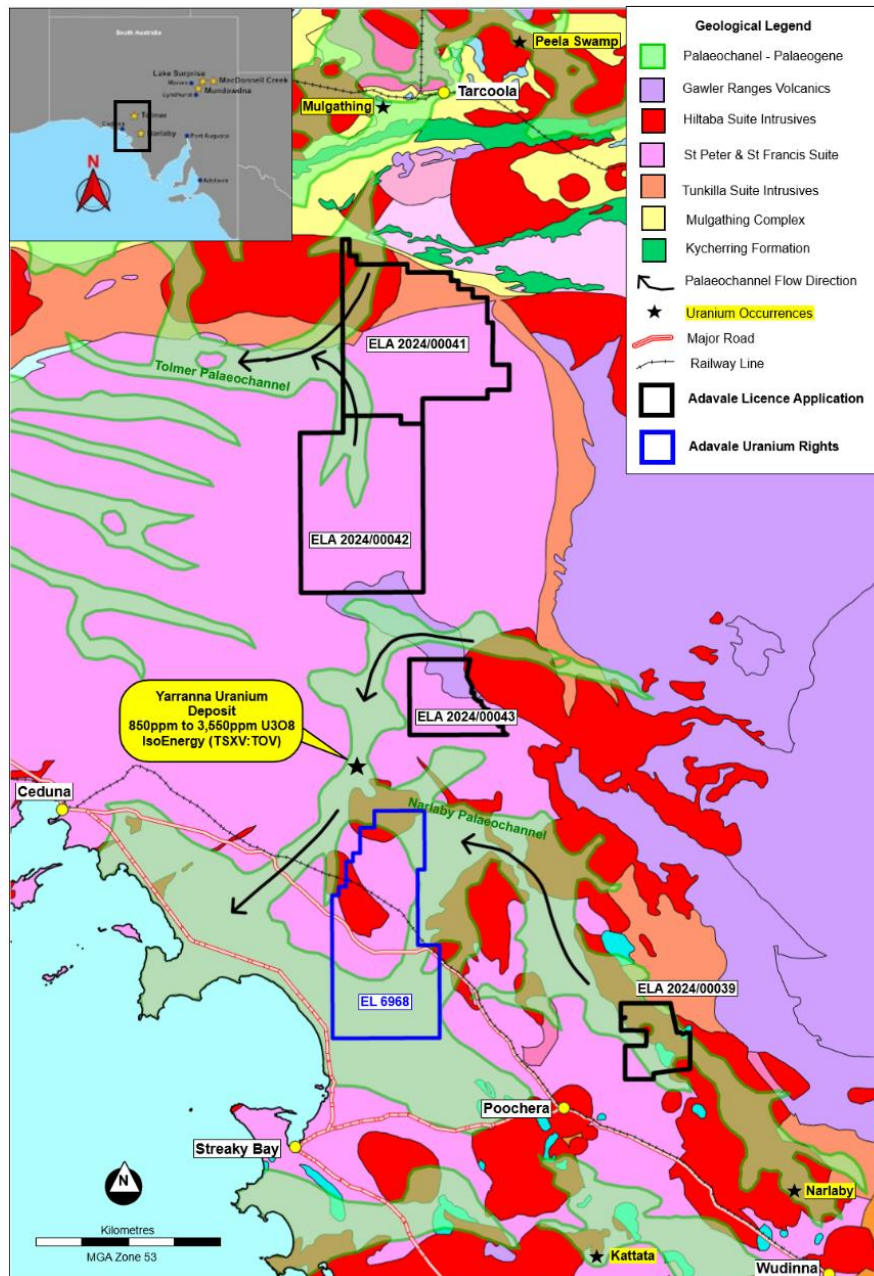 South Australia
Lake Surprise
MacDonnell Creek
Marree
Mundowdna
Lyndhurst
Tolmer
Ceduna
Narlaby
Port Augusta
Adelaide
N
Peela Swamp
Tarcoola
Mulgathing
Geological Legend
Palaeochanel - Palaeogene
Gawler Ranges Volcanics
Hiltaba Suite Intrusives
St Peter & St Francis Suite
Tunkilla Suite Intrusives
Mulgathing Complex
Kycherring Formation
Palaeochannel Flow Direction
Uranium Occurrences
Major Road
Railway Line
Adavale Licence Application
Adavale Uranium Rights
ELA 2024/00041
Tolmer Palaeochannel
ELA 2024/00042
ELA 2024/00043
Yarranna Uranium
Deposit
850ppm to 3,550ppm U3O8
IsoEnergy (TSXV:TOV)
Ceduna
Narlaby Palaeochannel
EL 6968
ELA 2024/00039
Poochera
Streaky Bay
Narlaby
N
Kilometres
MGA Zone 53
Kattata
Wudinna